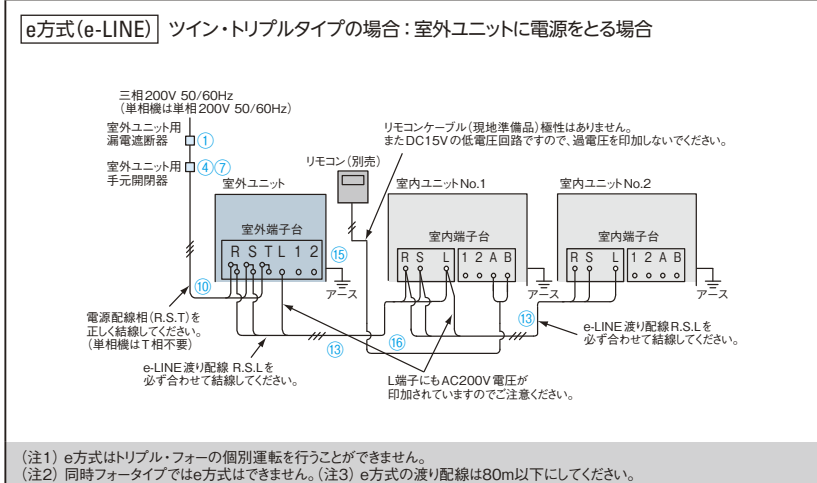 e方式(e-LINE) ツイン・トリプルタイプの場合：室外ユニットに電源をとる場合
三相200V 50/60Hz
(単相機は単相200V 50/60Hz)
室外ユニット用
漏電遮断器
①
室外ユニット用
手元開閉器
④⑦
リモコンケーブル(現地準備品)極性はありません。
またDC15Vの低電圧回路ですので、過電圧を印加しないでください。
リモコン(別売)
室外ユニット
室外端子台
R S T L 1 2
⑮
アース
室内ユニットNo.1
室内端子台
R S L 1 2 A B
アース
室内ユニットNo.2
室内端子台
R S L 1 2 A B
アース
⑩
電源配線相(R.S.T)を
正しく結線してください。
(単相機はT相不要)
e-LINE渡り配線 R.S.Lを
必ず合わせて結線してください。
⑬
⑯
L端子にもAC200V電圧が
印加されていますのでご注意ください。
⑬
e-LINE渡り配線R.S.Lを
必ず合わせて結線してください。
(注1) e方式はトリプル・フォーの個別運転を行うことができません。
(注2) 同時フォータイプではe方式はできません。(注3) e方式の渡り配線は80m以下にしてください。